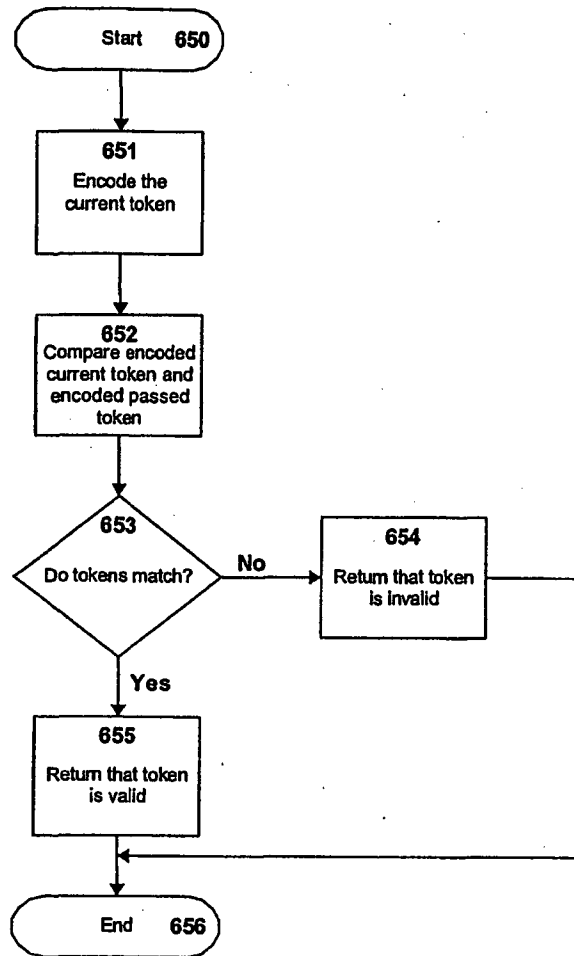 Start 650
651
Encode the
current token
652
Compare encoded
current token and
encoded passed
token
653
Do tokens match?
No
654
Return that token
is invalid
Yes
655
Return that token
is valid
End 656